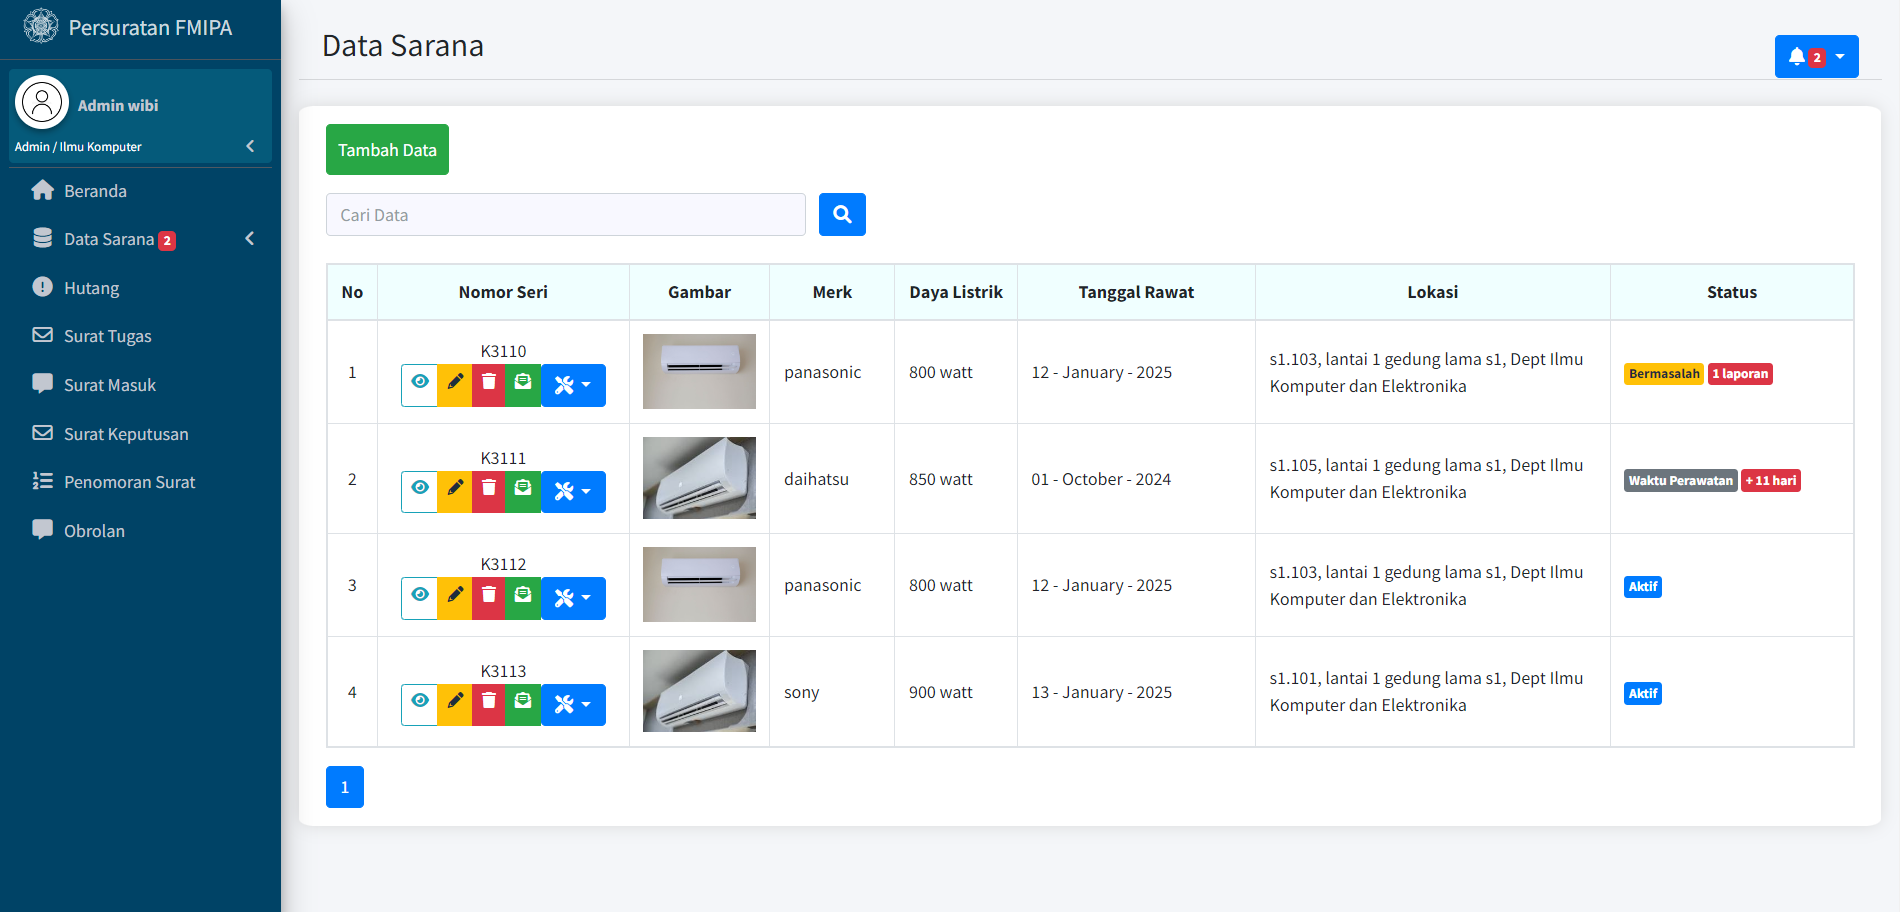 Persuratan FMIPA
Admin wibi
Admin / Ilmu Komputer
Beranda
Data Sarana 2
Hutang
Surat Tugas
Surat Masuk
Surat Keputusan
Penomoran Surat
Obrolan
Data Sarana
2
Tambah Data
Cari Data
No Nomor Seri Gambar Merk Daya Listrik Tanggal Rawat Lokasi Status
1 K3110 panasonic 800 watt 12 - January - 2025 s1.103, lantai 1 gedung lama s1, Dept Ilmu
Komputer dan Elektronika Bermasalah 1 laporan
2 K3111 daihatsu 850 watt 01 - October - 2024 s1.105, lantai 1 gedung lama s1, Dept Ilmu
Komputer dan Elektronika Waktu Perawatan + 11 hari
3 K3112 panasonic 800 watt 12 - January - 2025 s1.103, lantai 1 gedung lama s1, Dept Ilmu
Komputer dan Elektronika Aktif
4 K3113 sony 900 watt 13 - January - 2025 s1.101, lantai 1 gedung lama s1, Dept Ilmu
Komputer dan Elektronika Aktif
1